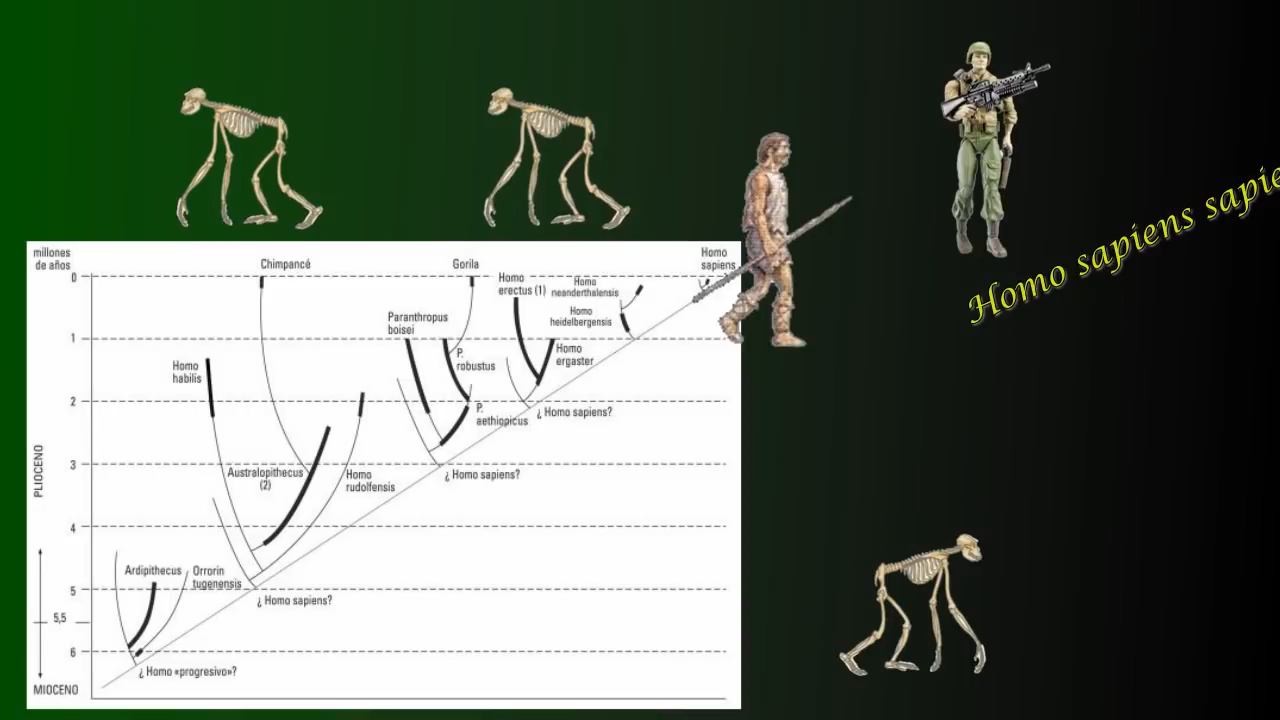 millones
de años
Chimpancé
Gorila
Homo
sapiens
0
Homo
erectus (1)
Homo
neanderthalensis
Paranthropus
boisei
Homo
heidelbergensis
1
P.
robustus
Homo
ergaster
Homo
habilis
2
P.
aethiopicus
¿ Homo sapiens?
3
Australopithecus
(2)
Homo
rudolfensis
¿ Homo sapiens?
PLIOCENO
4
Ardipithecus
Orrorin
tugenensis
5
¿ Homo sapiens?
5,5
6
¿ Homo «progresivo»?
MIOCENO
Homo sapiens sapie